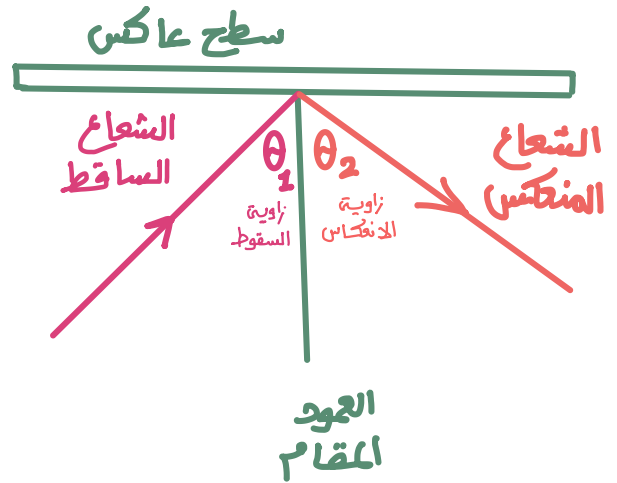 سطح عاكس
الشعاع
الساقط
θ1
θ2
زاوية
السقوط
زاوية
الانعكاس
الشعاع
المنعكس
العمود
المقام